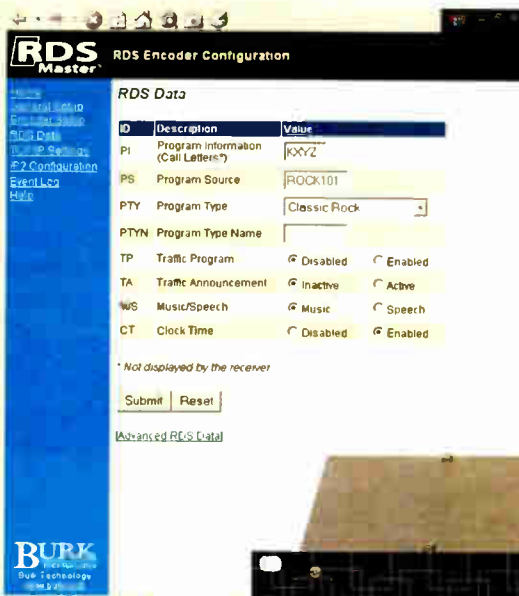 RDS
Master
RDS Encoder Configuration
Home
General Setup
Encoder Setup
RDS Data
TCP/IP Settings
IP2 Configuration
Event Log
Help
RDS Data
ID Description Value
PI Program Information (Call Letters*) KXYZ
PS Program Source ROCK101
PTY Program Type Classic Rock
PTYN Program Type Name
TP Traffic Program Disabled Enabled
TA Traffic Announcement Inactive Active
MS Music/Speech Music Speech
CT Clock Time Disabled Enabled
* Not displayed by the receiver
Submit Reset
Advanced RDS Data
BURK
Burk Technology